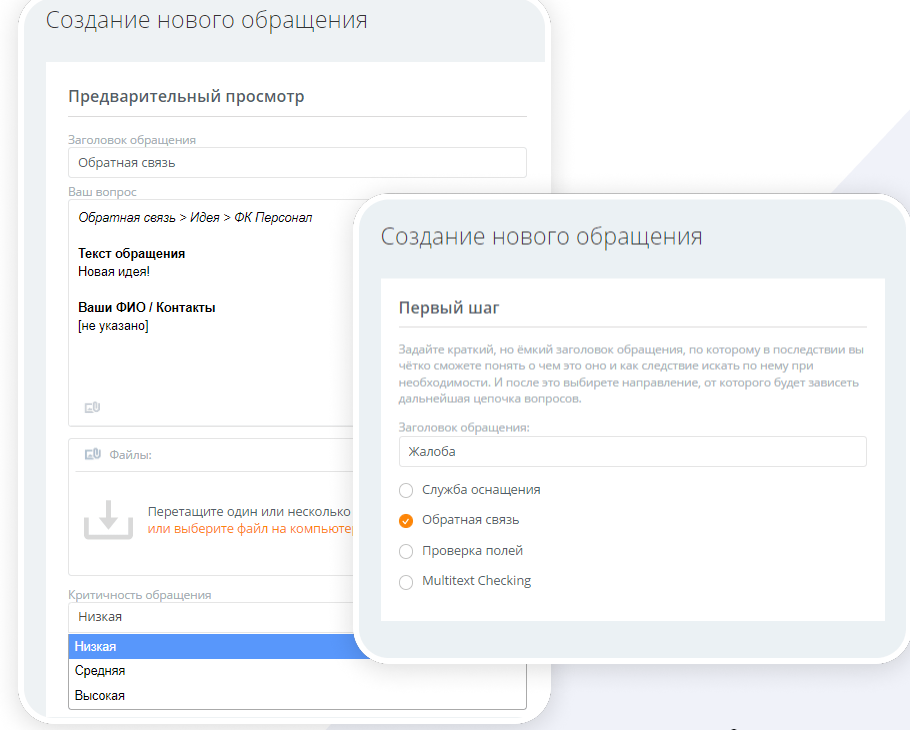 Создание нового обращения
Предварительный просмотр
Заголовок обращения
Обратная связь
Ваш вопрос
Обратная связь > Идея > ФК Персонал
Текст обращения
Новая идея!
Ваши ФИО / Контакты
[не указано]
Файлы:
Перетащите один или несколько
или выберите файл на компьюте
Критичность обращения
Низкая
Низкая
Средняя
Высокая
Создание нового обращения
Первый шаг
Задайте краткий, но ёмкий заголовок обращения, по которому в последствии вы
чётко сможете понять о чем это оно и как следствие искать по нему при
необходимости. И после это выбирете направление, от которого будет зависеть
дальнейшая цепочка вопросов.
Заголовок обращения:
Жалоба
Служба оснащения
Обратная связь
Проверка полей
Multitext Checking